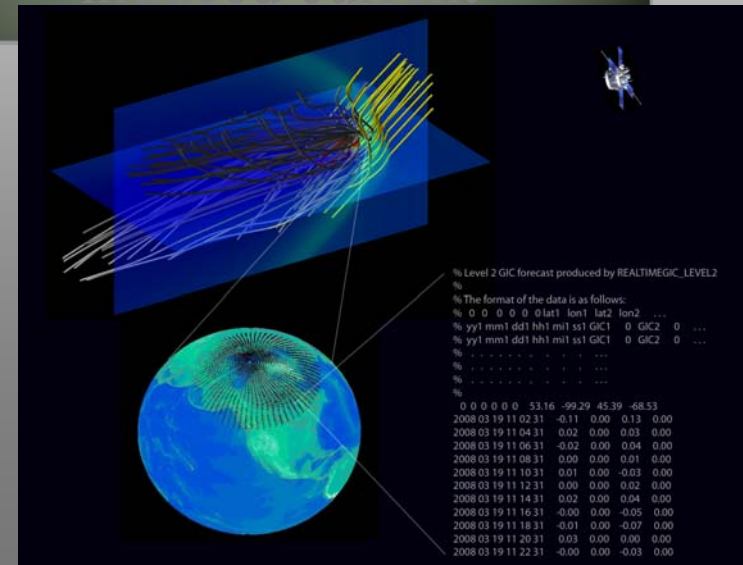 % Level 2 GIC forecast produced by REALTIMEGIC_LEVEL2
%
% The format of the data is as follows:
% 0 0 0 0 0 0 lat1 lon1 lat2 lon2 ...
% yy1 mm1 dd1 hh1 mi1 ss1 GIC1 0 GIC2 0 ...
% yy1 mm1 dd1 hh1 mi1 ss1 GIC1 0 GIC2 0 ...
% . . . . . . . . . ...
% . . . . . . . . . ...
% . . . . . . . . . ...
%
0 0 0 0 0 0 53.16 -99.29 45.39 -68.53
2008 03 19 11 02 31 -0.11 0.00 0.13 0.00
2008 03 19 11 04 31 0.02 0.00 0.03 0.00
2008 03 19 11 06 31 -0.02 0.00 0.04 0.00
2008 03 19 11 08 31 0.00 0.00 0.01 0.00
2008 03 19 11 10 31 0.01 0.00 -0.03 0.00
2008 03 19 11 12 31 0.00 0.00 0.02 0.00
2008 03 19 11 14 31 0.02 0.00 0.04 0.00
2008 03 19 11 16 31 -0.00 0.00 -0.05 0.00
2008 03 19 11 18 31 -0.01 0.00 -0.07 0.00
2008 03 19 11 20 31 0.03 0.00 0.00 0.00
2008 03 19 11 22 31 -0.00 0.00 -0.03 0.00